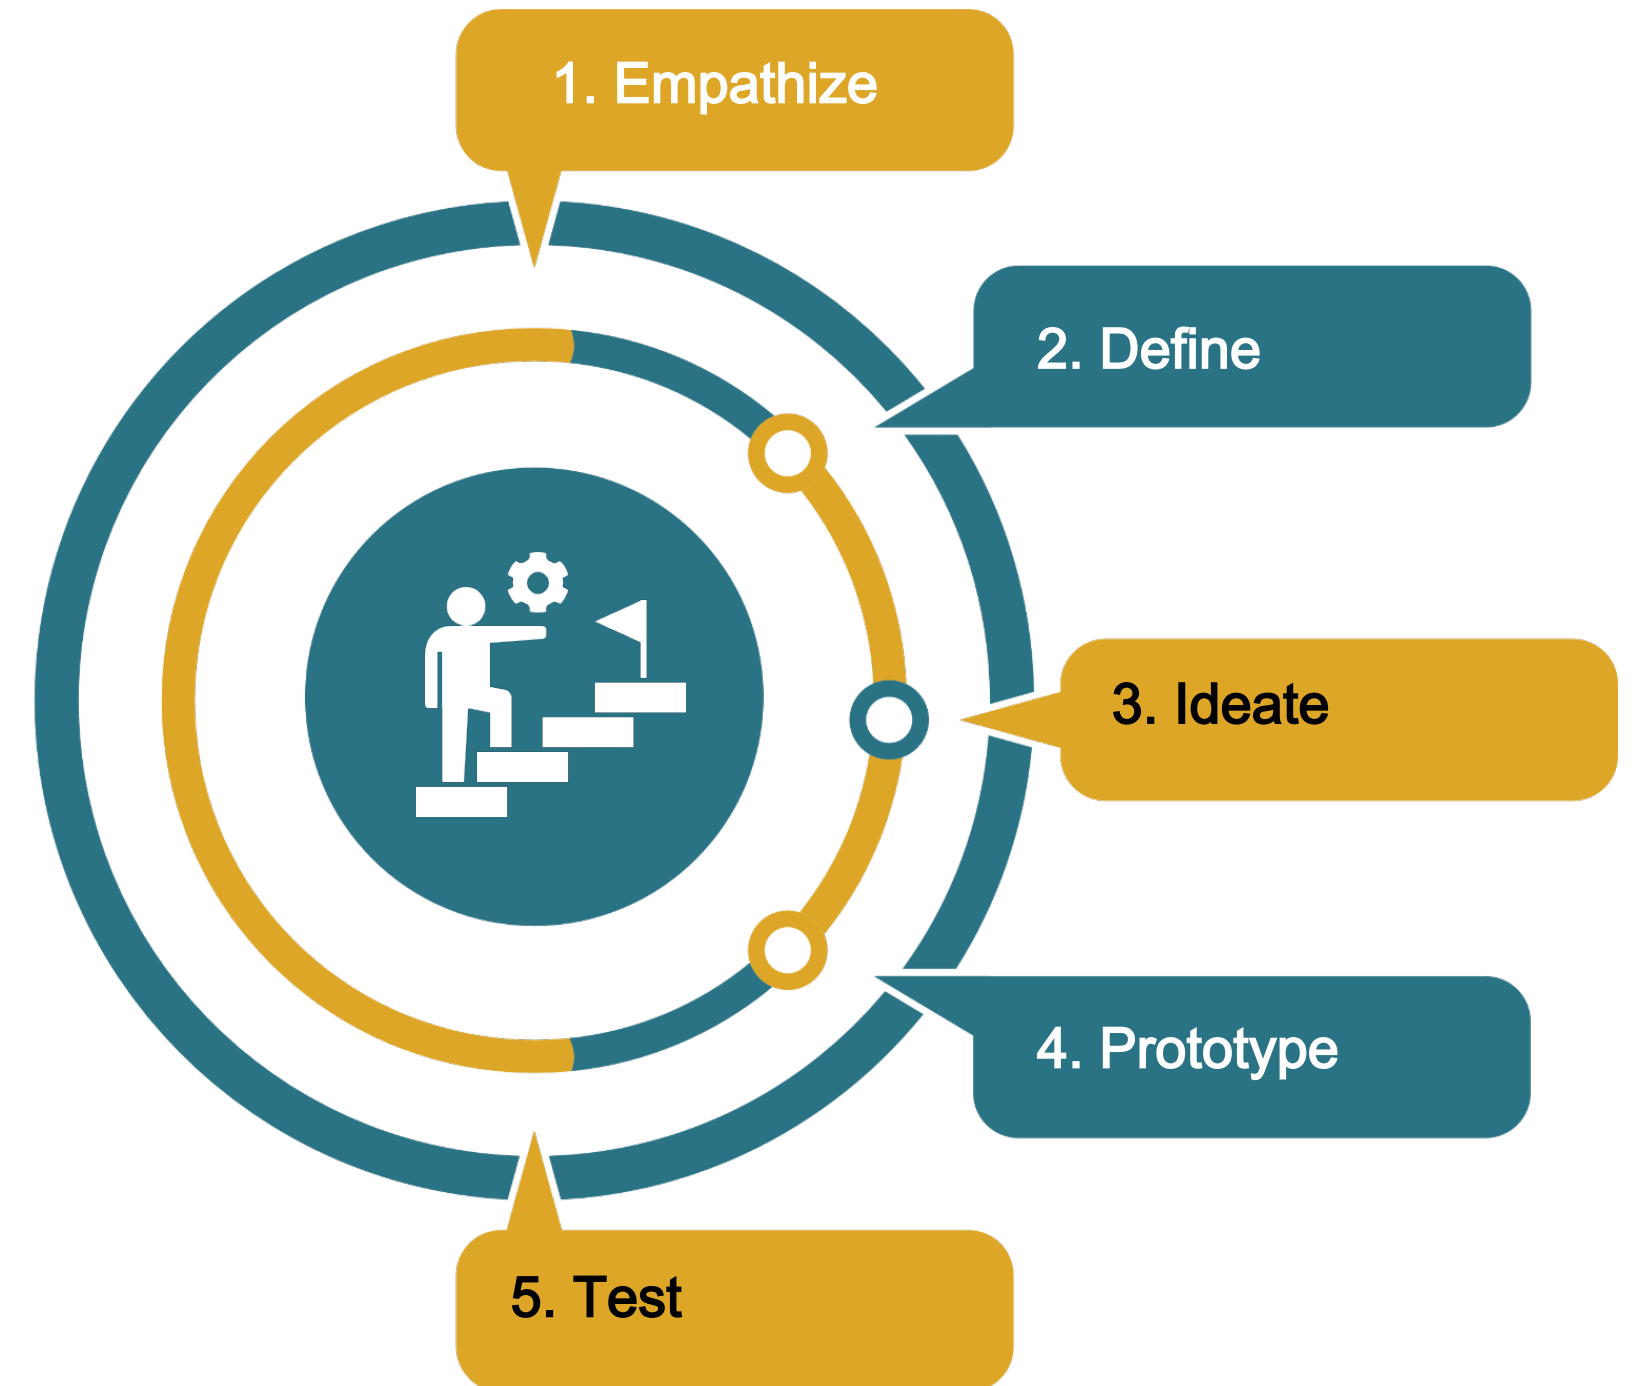 1. Empathize
2. Define
3. Ideate
4. Prototype
5. Test